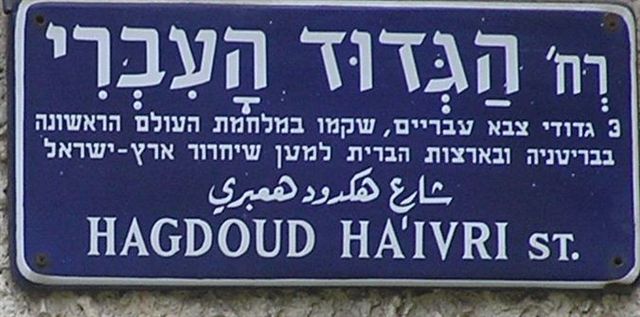 רח' הַגְּדוּד הָעִבְרִי
3 גדודי צבא עבריים, שקמו במלחמת העולם הראשונה
בבריטניה ובארצות הברית למען שיחרור ארץ-ישראל
شارع هكدود هعبري
HAGDOUD HA'IVRI ST.